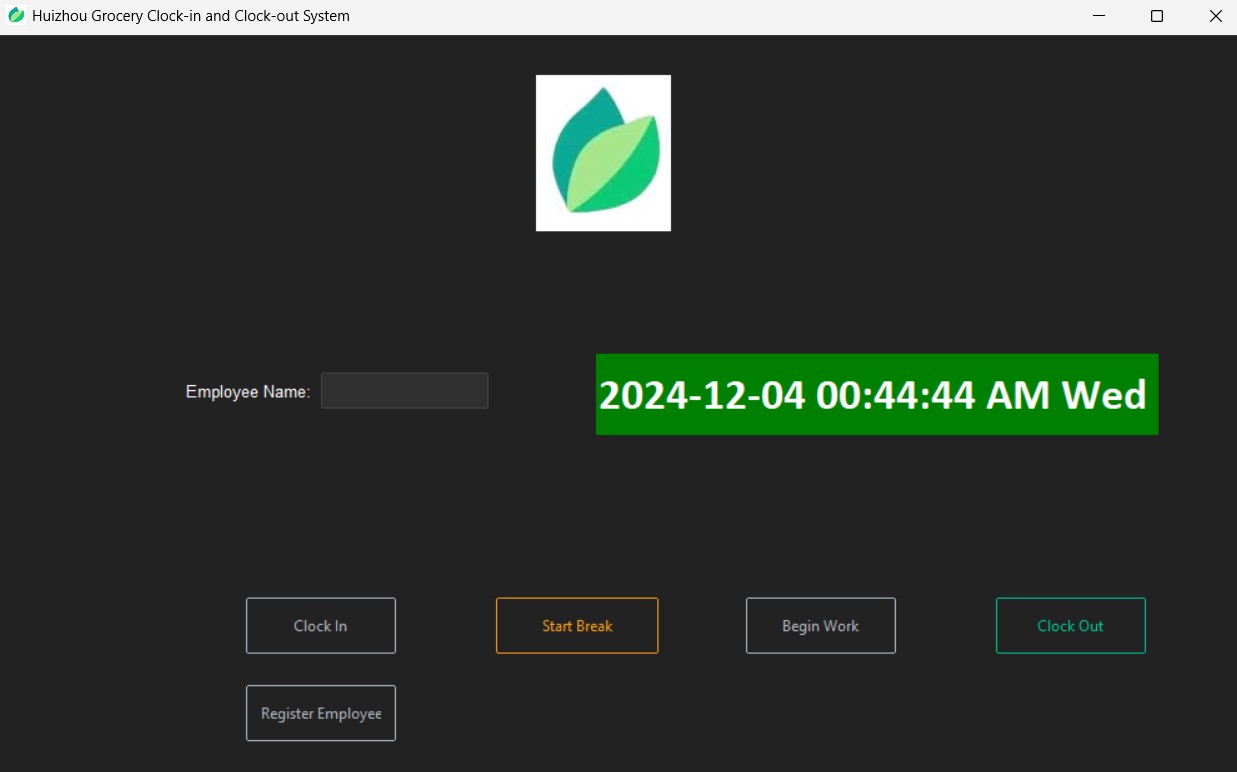 Huizhou Grocery Clock-in and Clock-out System
Employee Name:
2024-12-04 00:44:44 AM Wed
Clock In
Start Break
Begin Work
Clock Out
Register Employee